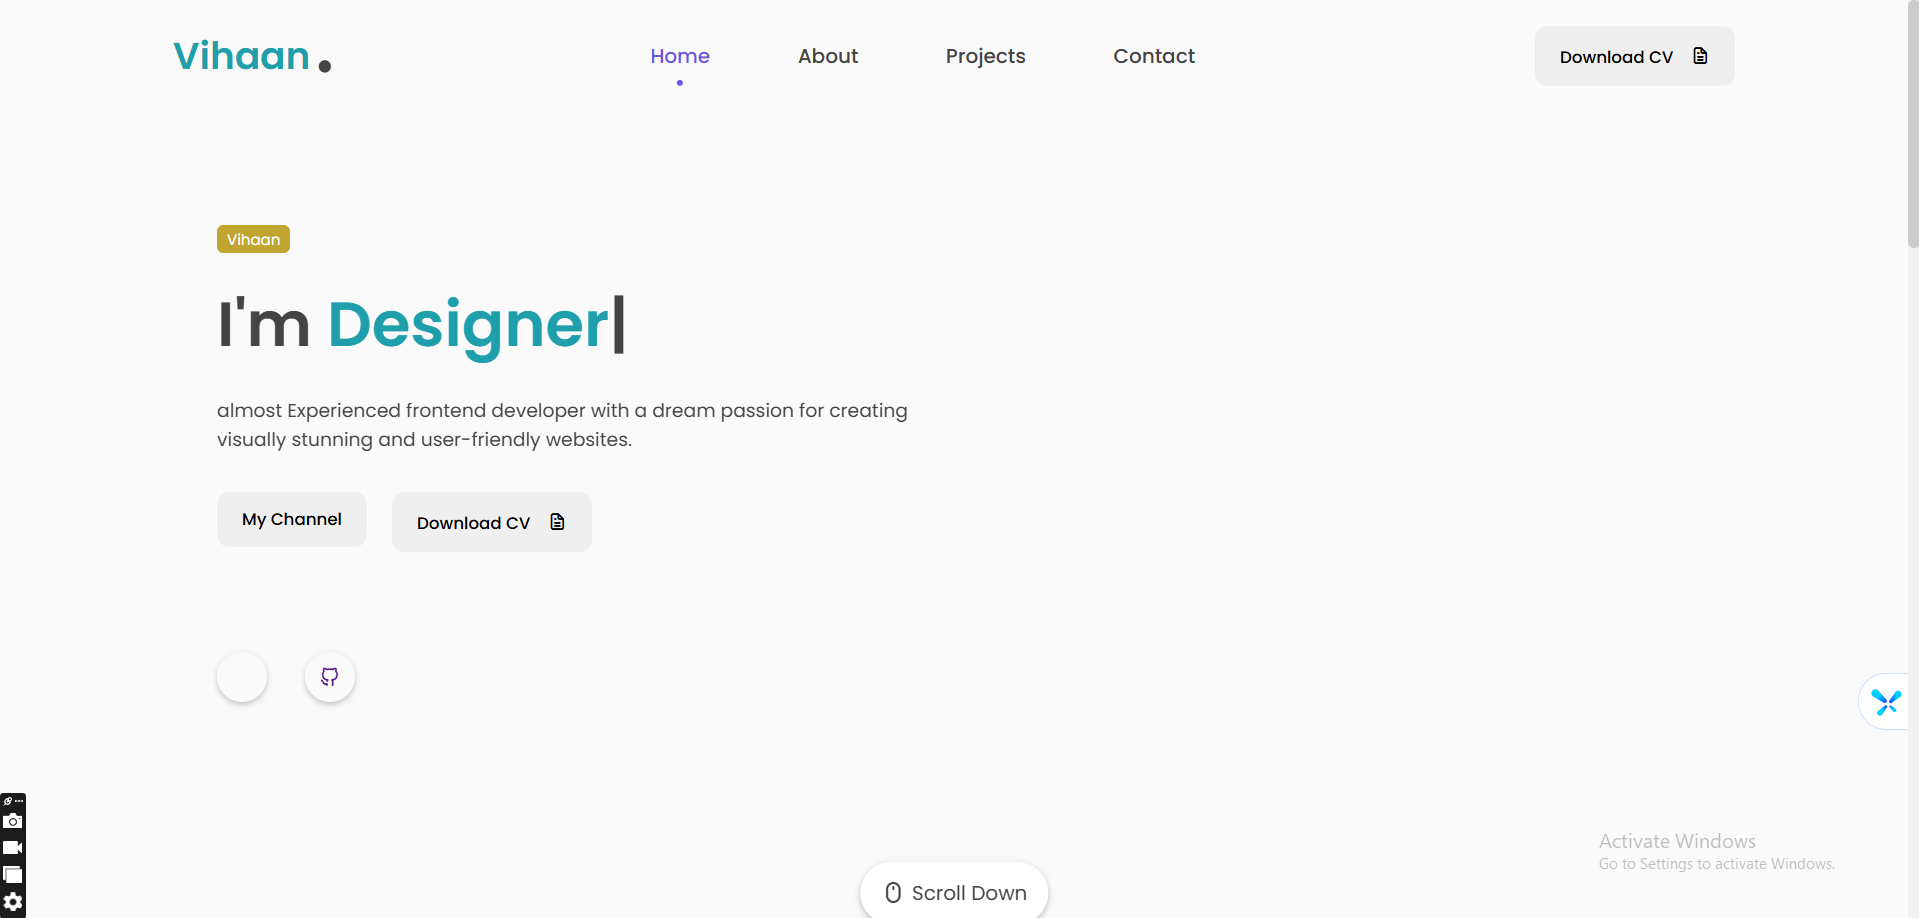 Vihaan .
Home
About
Projects
Contact
Download CV
Vihaan
I'm Designer|
almost Experienced frontend developer with a dream passion for creating
visually stunning and user-friendly websites.
My Channel
Download CV
Scroll Down
Activate Windows
Go to Settings to activate Windows.